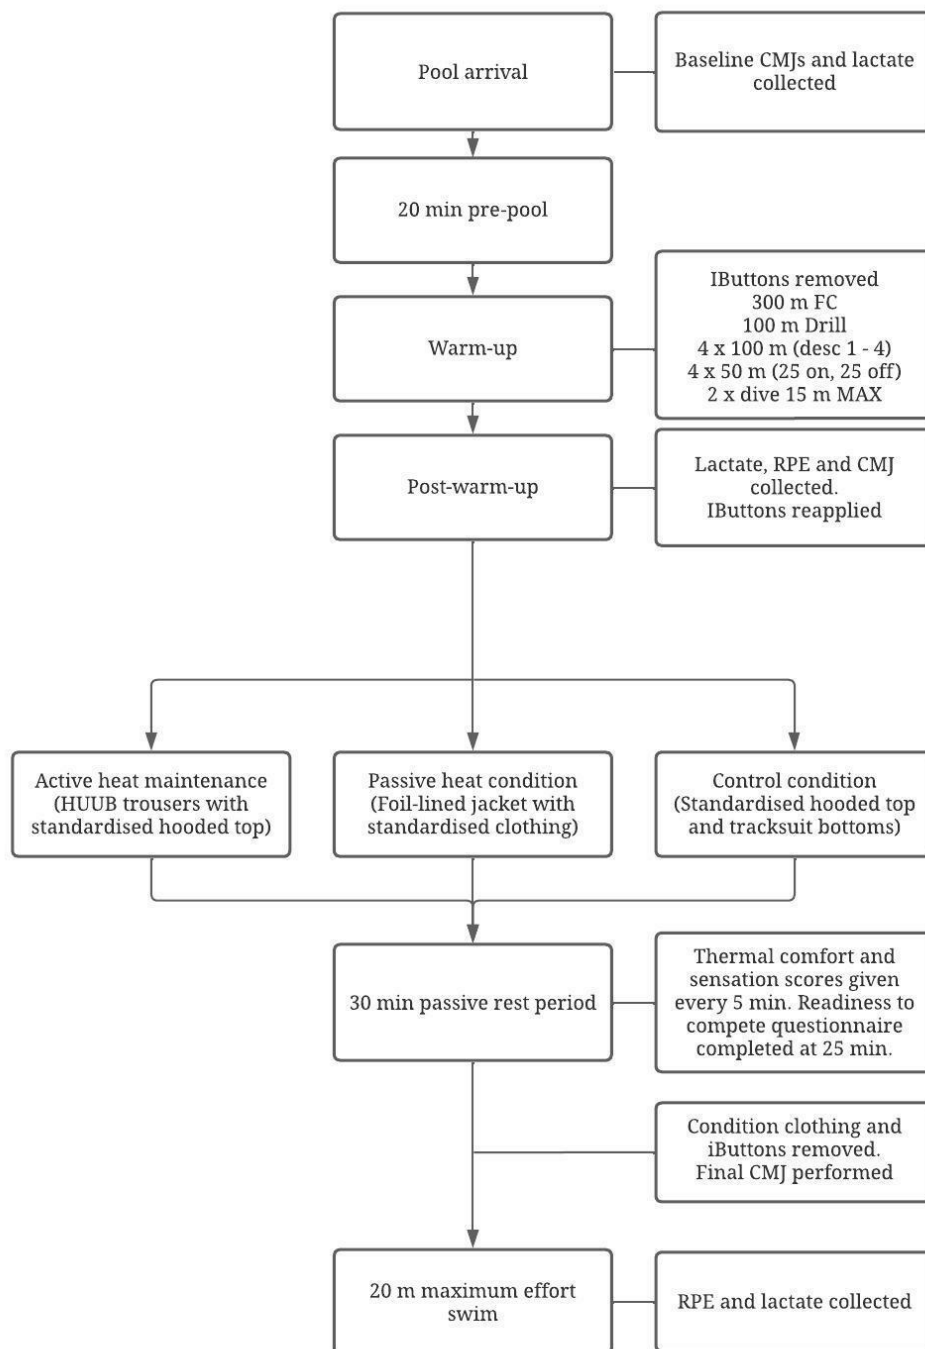 Pool arrival
Baseline CMJs and lactate
collected
20 min pre-pool
Warm-up
IButtons removed
300 m FC
100 m Drill
4 x 100 m (desc 1 - 4)
4 x 50 m (25 on, 25 off)
2 x dive 15 m MAX
Post-warm-up
Lactate, RPE and CMJ
collected.
IButtons reapplied
Active heat maintenance
(HUUB trousers with
standardised hooded top)
Passive heat condition
(Foil-lined jacket with
standardised clothing)
Control condition
(Standardised hooded top
and tracksuit bottoms)
30 min passive rest period
Thermal comfort and
sensation scores given
every 5 min. Readiness to
compete questionnaire
completed at 25 min.
Condition clothing and
iButtons removed.
Final CMJ performed
20 m maximum effort
swim
RPE and lactate collected